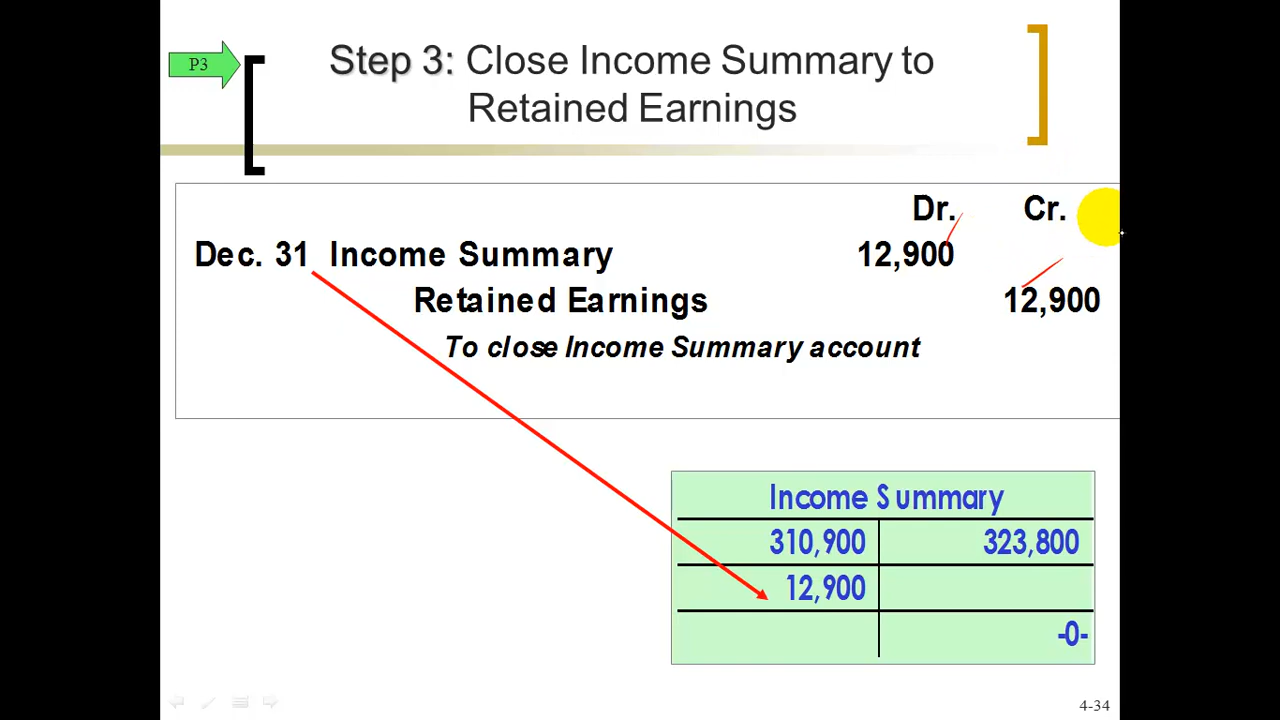 P3
Step 3: Close Income Summary to
Retained Earnings
Dr. Cr.
Dec. 31 Income Summary 12,900
Retained Earnings 12,900
To close Income Summary account
Income Summary
310,900 323,800
12,900
-0-
4-34